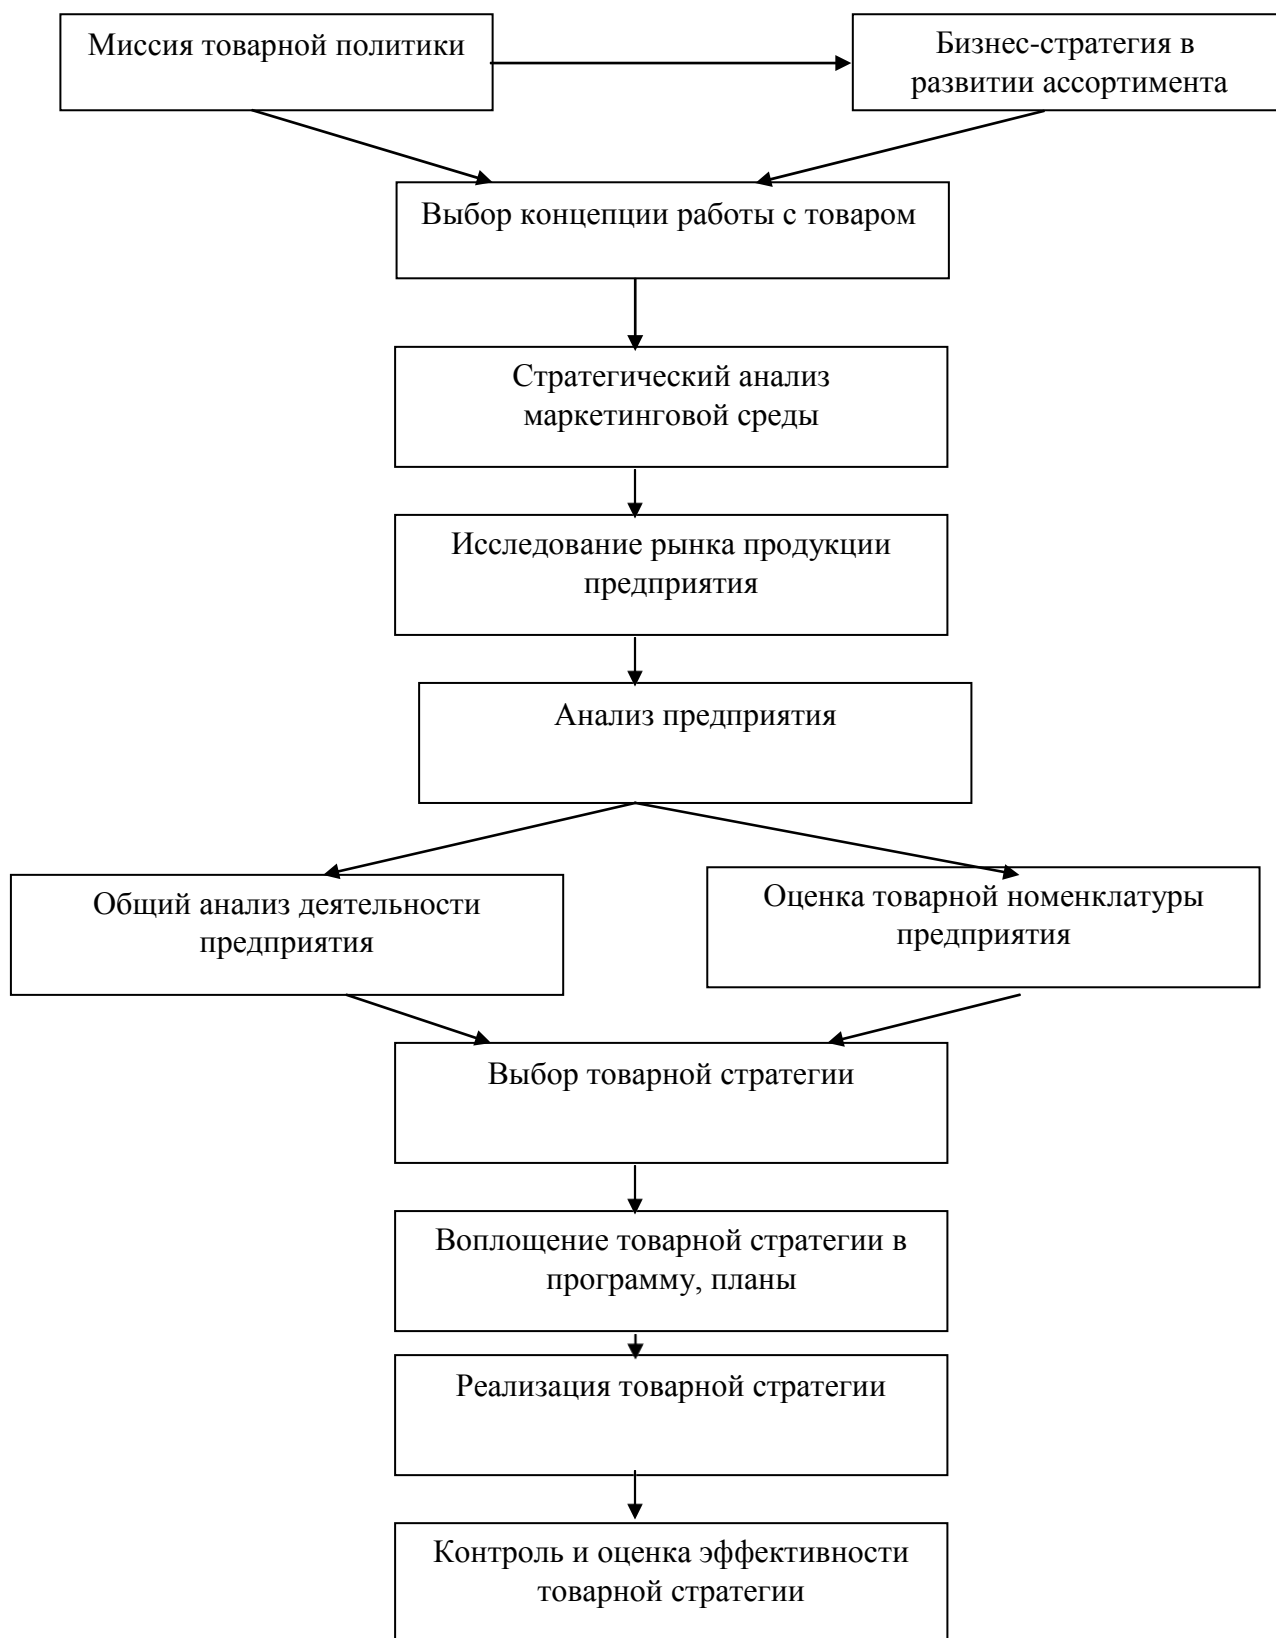 Миссия товарной политики
Бизнес-стратегия в
развитии ассортимента
Выбор концепции работы с товаром
Стратегический анализ
маркетинговой среды
Исследование рынка продукции
предприятия
Анализ предприятия
Общий анализ деятельности
предприятия
Оценка товарной номенклатуры
предприятия
Выбор товарной стратегии
Воплощение товарной стратегии в
программу, планы
Реализация товарной стратегии
Контроль и оценка эффективности
товарной стратегии